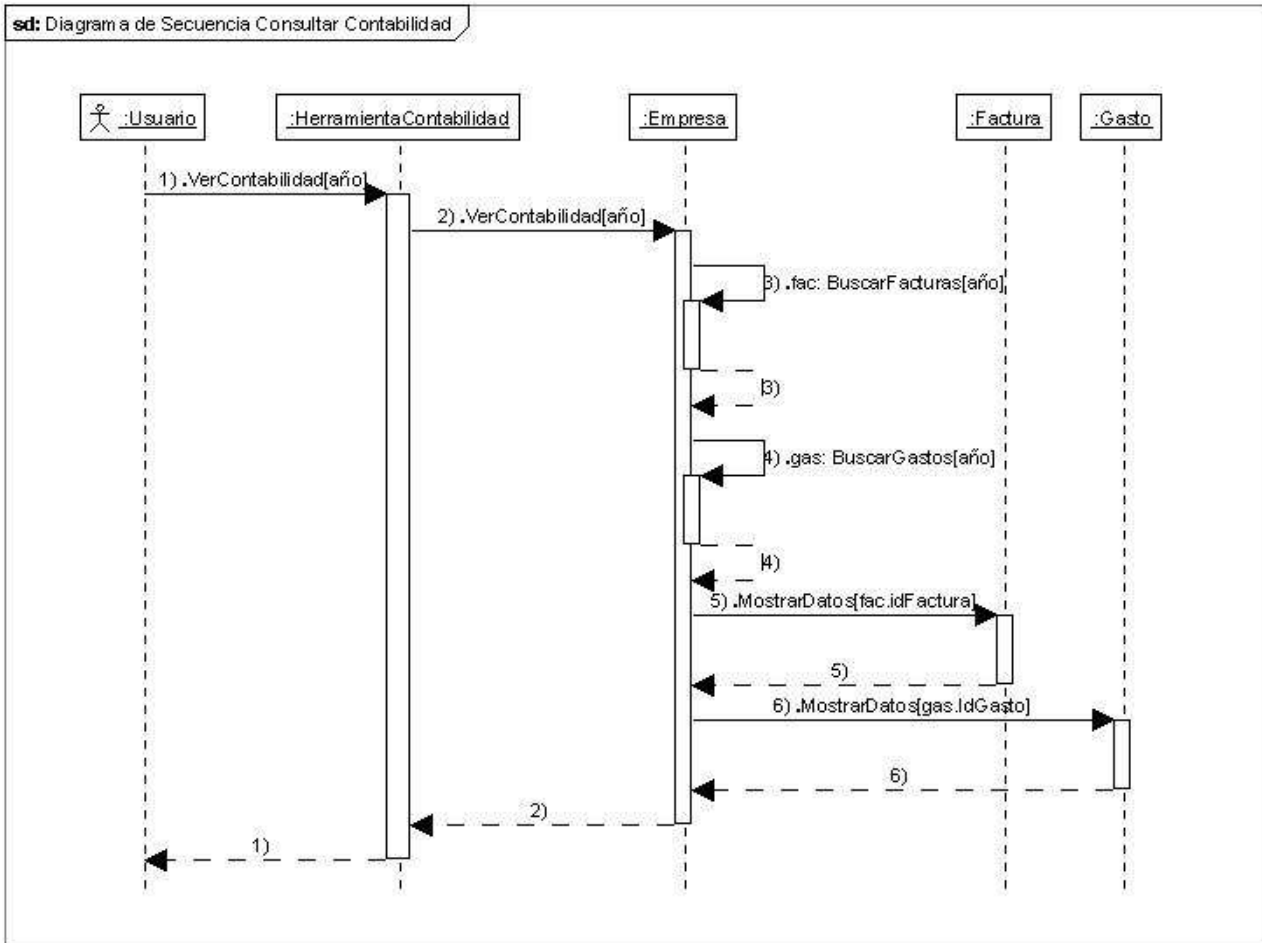 sd: Diagrama de Secuencia Consultar Contabilidad
:Usuario
:HerramientaContabilidad
:Empresa
:Factura
:Gasto
1) .VerContabilidad[año]
2) .VerContabilidad[año]
3) .fac: BuscarFacturas[año]
3)
4) .gas: BuscarGastos[año]
4)
5) .MostrarDatos[fac.idFactura]
5)
6) .MostrarDatos[gas.IdGasto]
6)
2)
1)